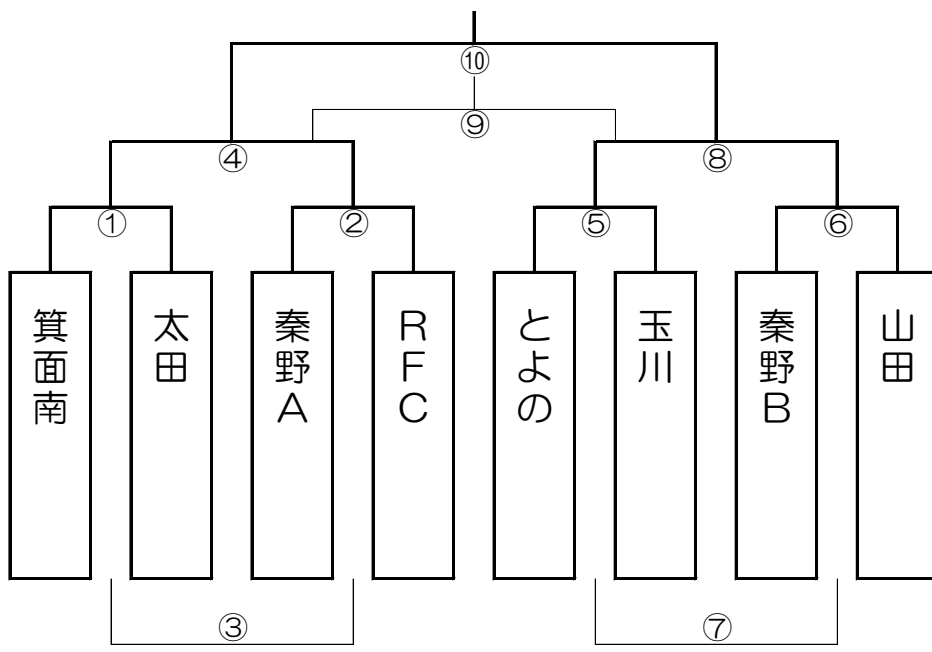 ⑩
⑨
④ ⑧
① ② ⑤ ⑥
箕面南
太田
秦野A
RFC
とよの
玉川
秦野B
山田
③ ⑦